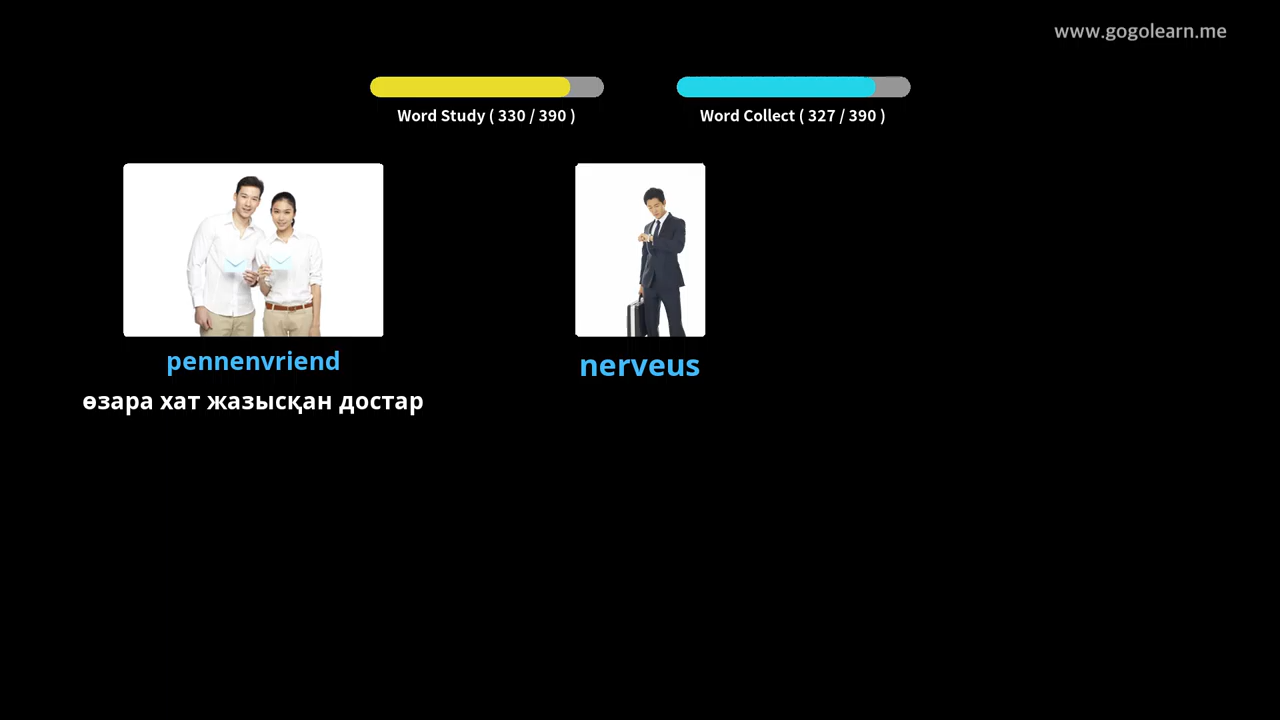 www.gogolearn.me
Word Study ( 330 / 390 )
Word Collect ( 327 / 390 )
pennenvriend
өзара хат жазысқан достар
nerveus